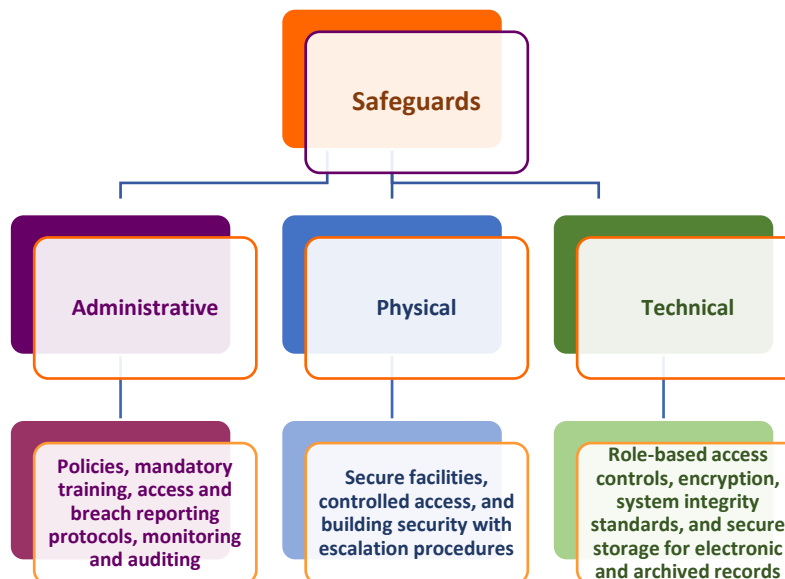 Safeguards
Administrative
Physical
Technical
Policies, mandatory
training, access and
breach reporting
protocols, monitoring
and auditing
Secure facilities,
controlled access, and
building security with
escalation procedures
Role-based access
controls, encryption,
system integrity
standards, and secure
storage for electronic
and archived records